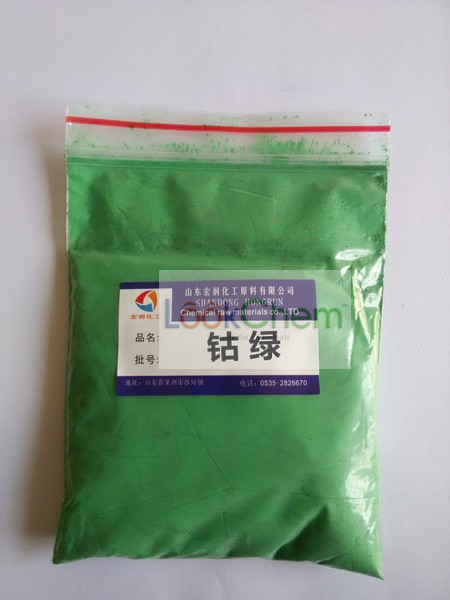 山东宏润化工原料有限公司
SHANDONG HONGRUN
Chemical raw materials co.,LTD
宏润化工
LookChem
品名:
钴绿
批号:
地址: 山东省莱州市沙河镇
电话: 0535-2826670